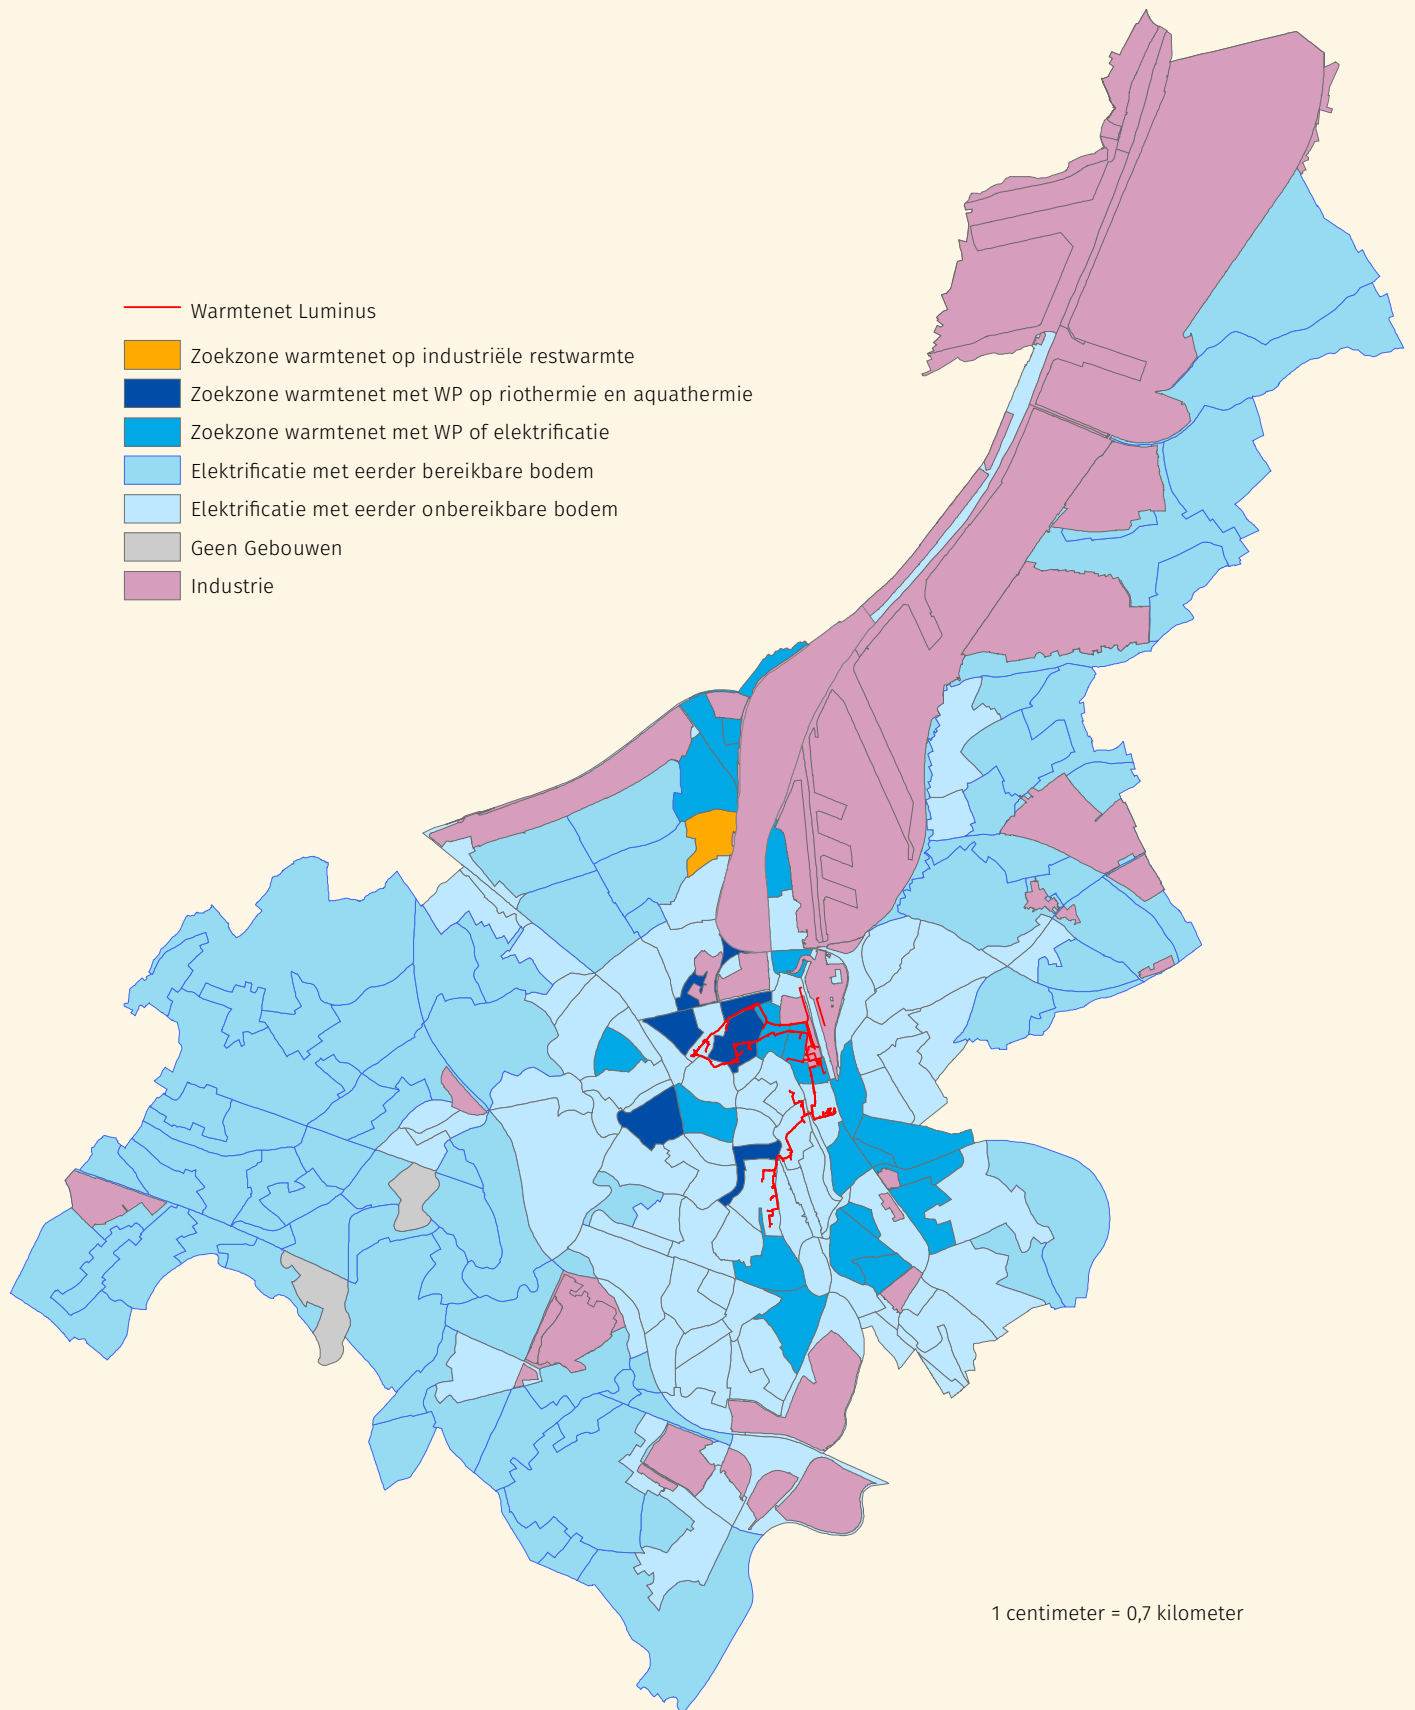 Warmtenet Luminus
Zoekzone warmtenet op industriële restwarmte
Zoekzone warmtenet met WP op riothermie en aquathermie
Zoekzone warmtenet met WP of elektrificatie
Elektrificatie met eerder bereikbare bodem
Elektrificatie met eerder onbereikbare bodem
Geen Gebouwen
Industrie
1 centimeter = 0,7 kilometer